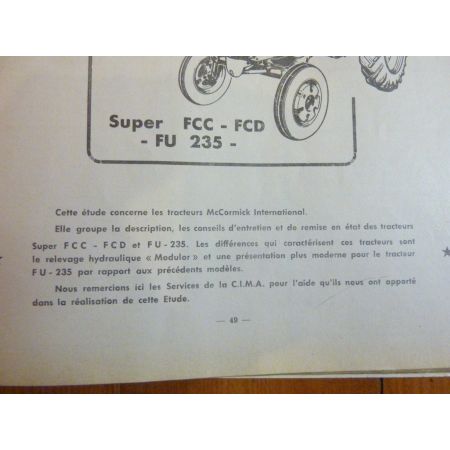 Super FCC - FCD
- FU 235 -
Cette étude concerne les tracteurs McCormick International.
Elle groupe la description, les conseils d'entretien et de remise en état des tracteurs
Super FCC - FCD et FU-235. Les différences qui caractérisent ces tracteurs sont
le relevage hydraulique « Modulor » et une présentation plus moderne pour le tracteur
FU-235 par rapport aux précédents modèles.
Nous remercions ici les Services de la C.I.M.A. pour l'aide qu'ils nous ont apporté
dans la réalisation de cette Etude.
— 49 —